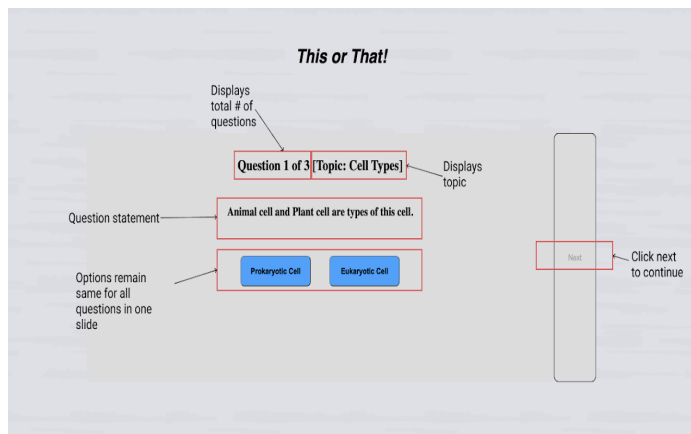 This or That!
Displays
total # of
questions
Question 1 of 3 [Topic: Cell Types]
Displays
topic
Question statement
Animal cell and Plant cell are types of this cell.
Options remain
same for all
questions in one
slide
Prokaryotic Cell
Eukaryotic Cell
Next
Click next
to continue